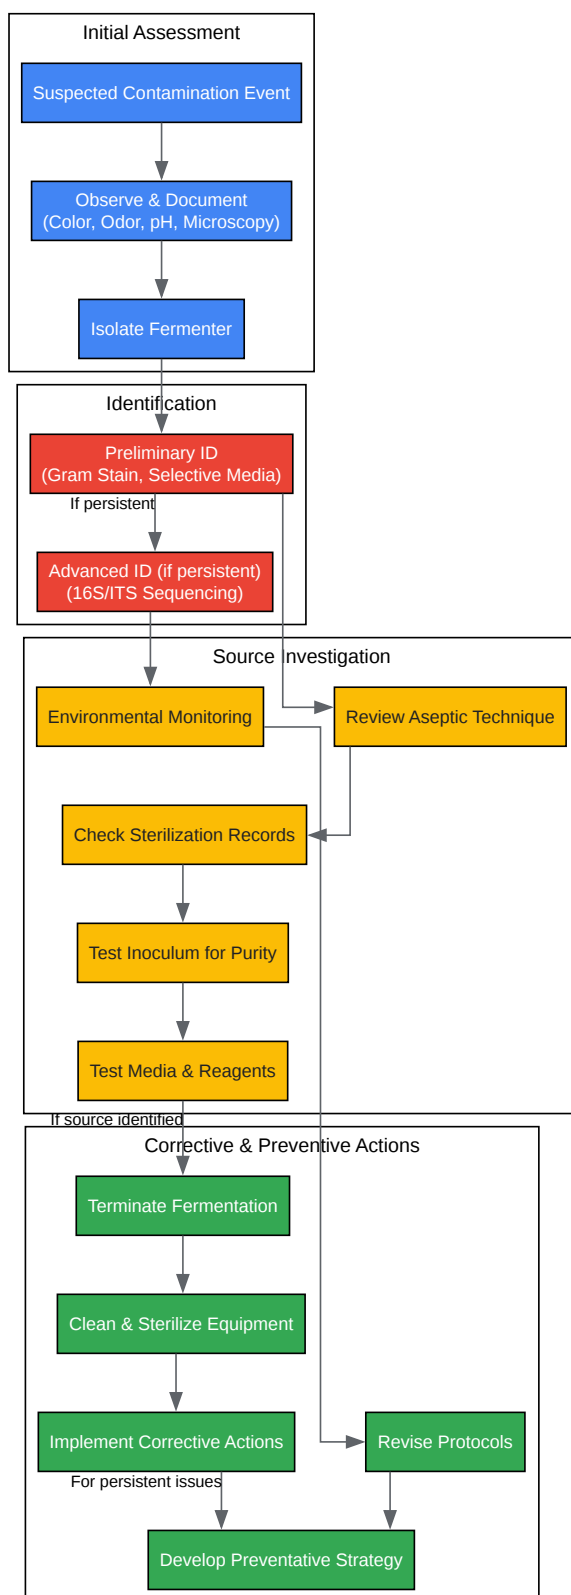 Initial Assessment
Suspected Contamination Event
Observe & Document
(Color, Odor, pH, Microscopy)
Isolate Fermenter
Identification
Preliminary ID
(Gram Stain, Selective Media)
If persistent
Advanced ID (if persistent)
(16S/ITS Sequencing)
Source Investigation
Environmental Monitoring
Review Aseptic Technique
Check Sterilization Records
Test Inoculum for Purity
Test Media & Reagents
If source identified
Corrective & Preventive Actions
Terminate Fermentation
Clean & Sterilize Equipment
Implement Corrective Actions
Revise Protocols
For persistent issues
Develop Preventative Strategy